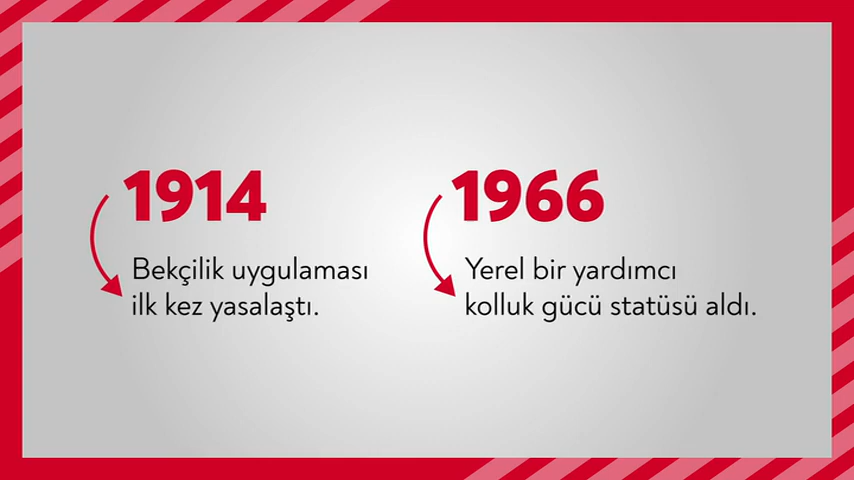 1914
Bekçilik uygulaması
ilk kez yasalaştı.
1966
Yerel bir yardımcı
kolluk gücü statüsü aldı.